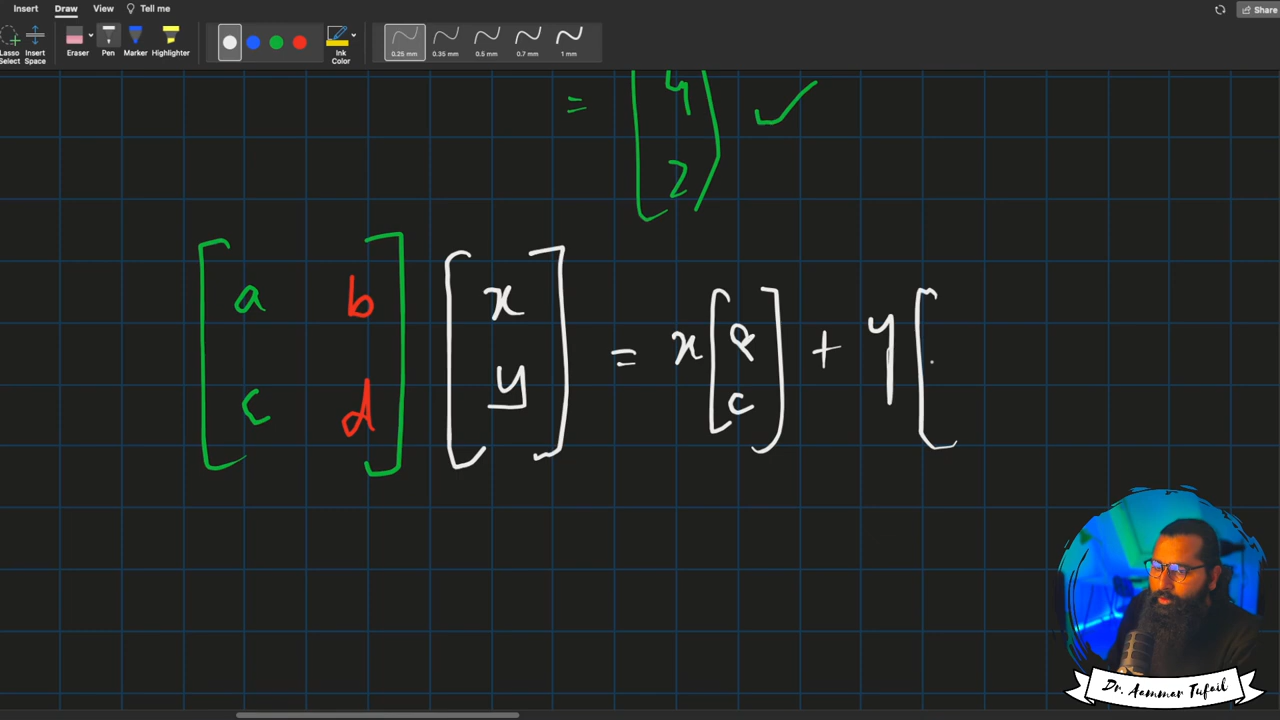 Insert Draw View Tell me Share
Lasso Select
Insert Space
Eraser
Pen
Marker
Highlighter
0.25 mm 0.35 mm 0.5 mm 0.7 mm 1 mm
Ink Color
= [4
2] ✓
[a b
c d] [x
y] = x[a
c] + y[
Dr. Aammar Tufail